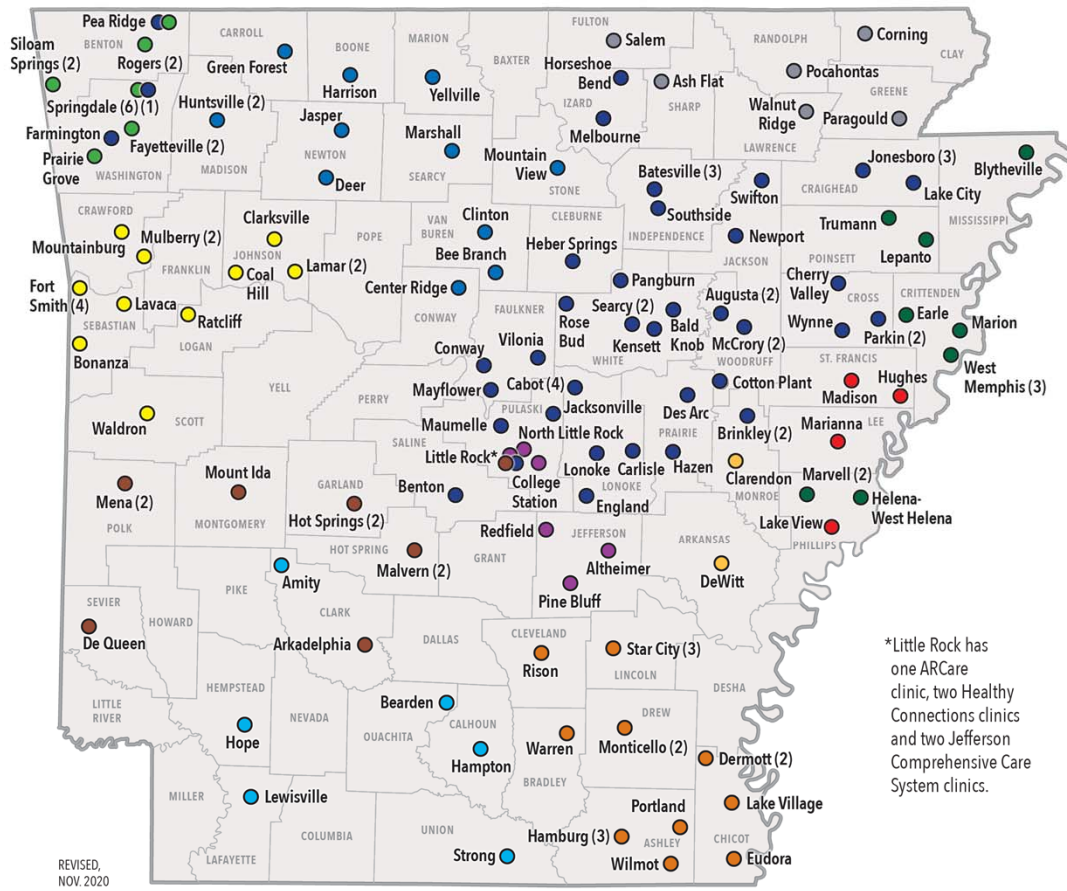 Pea Ridge
Siloam
Springs (2)
BENTON
Rogers (2)
CARROLL
Green Forest
BOONE
Harrison
MARION
Yellville
BAXTER
FULTON
Salem
Horseshoe
Bend
Ash Flat
SHARP
IZARD
Melbourne
RANDOLPH
Pocahontas
Corning
CLAY
GREENE
Walnut
Ridge
Paragould
LAWRENCE
Springdale (6) (1)
Huntsville (2)
Farmington
Fayetteville (2)
Prairie
Grove
WASHINGTON
MADISON
Jasper
NEWTON
Deer
Marshall
SEARCY
Mountain
View
STONE
Batesville (3)
Southside
INDEPENDENCE
Swifton
Newport
JACKSON
Jonesboro (3)
CRAIGHEAD
Lake City
Blytheville
MISSISSIPPI
Trumann
Lepanto
POINSETT
CRAWFORD
Mountainburg
Mulberry (2)
Clarksville
JOHNSON
FRANKLIN
Coal
Hill
Lamar (2)
POPE
VAN
BUREN
Clinton
Bee Branch
CLEBURNE
Heber Springs
Center Ridge
CONWAY
Fort
Smith (4)
Lavaca
SEBASTIAN
Ratcliff
LOGAN
Bonanza
FAULKNER
Rose
Bud
Pangburn
Searcy (2)
Kensett
Bald
Knob
WHITE
Augusta (2)
McCrory (2)
WOODRUFF
Cherry
Valley
CROSS
Wynne
Parkin (2)
CRITTENDEN
Earle
Marion
West
Memphis (3)
Conway
Vilonia
Mayflower
Cabot (4)
Jacksonville
YELL
PERRY
PULASKI
Maumelle
North Little Rock
Little Rock*
College
Station
SALINE
Benton
Cotton Plant
Des Arc
PRAIRIE
Brinkley (2)
Lonoke
Carlisle
Hazen
LONOKE
England
Clarendon
MONROE
ST. FRANCIS
Hughes
Madison
LEE
Marianna
Marvell (2)
Helena-
West Helena
Lake View
PHILLIPS
Waldron
SCOTT
Mena (2)
POLK
Mount Ida
MONTGOMERY
GARLAND
Hot Springs (2)
HOT SPRING
Malvern (2)
GRANT
Redfield
JEFFERSON
Altheimer
Pine Bluff
ARKANSAS
DeWitt
SEVIER
De Queen
HOWARD
PIKE
Amity
CLARK
Arkadelphia
DALLAS
CLEVELAND
Rison
Star City (3)
LINCOLN
DESHA
LITTLE
RIVER
HEMPSTEAD
Hope
NEVADA
OUACHITA
Bearden
CALHOUN
Hampton
Warren
BRADLEY
DREW
Monticello (2)
Dermott (2)
MILLER
Lewisville
LAFAYETTE
COLUMBIA
UNION
Strong
Portland
Hamburg (3)
ASHLEY
Wilmot
Lake Village
CHICOT
Eudora
*Little Rock has
one ARCare
clinic, two Healthy
Connections clinics
and two Jefferson
Comprehensive Care
System clinics.
REVISED,
NOV. 2020